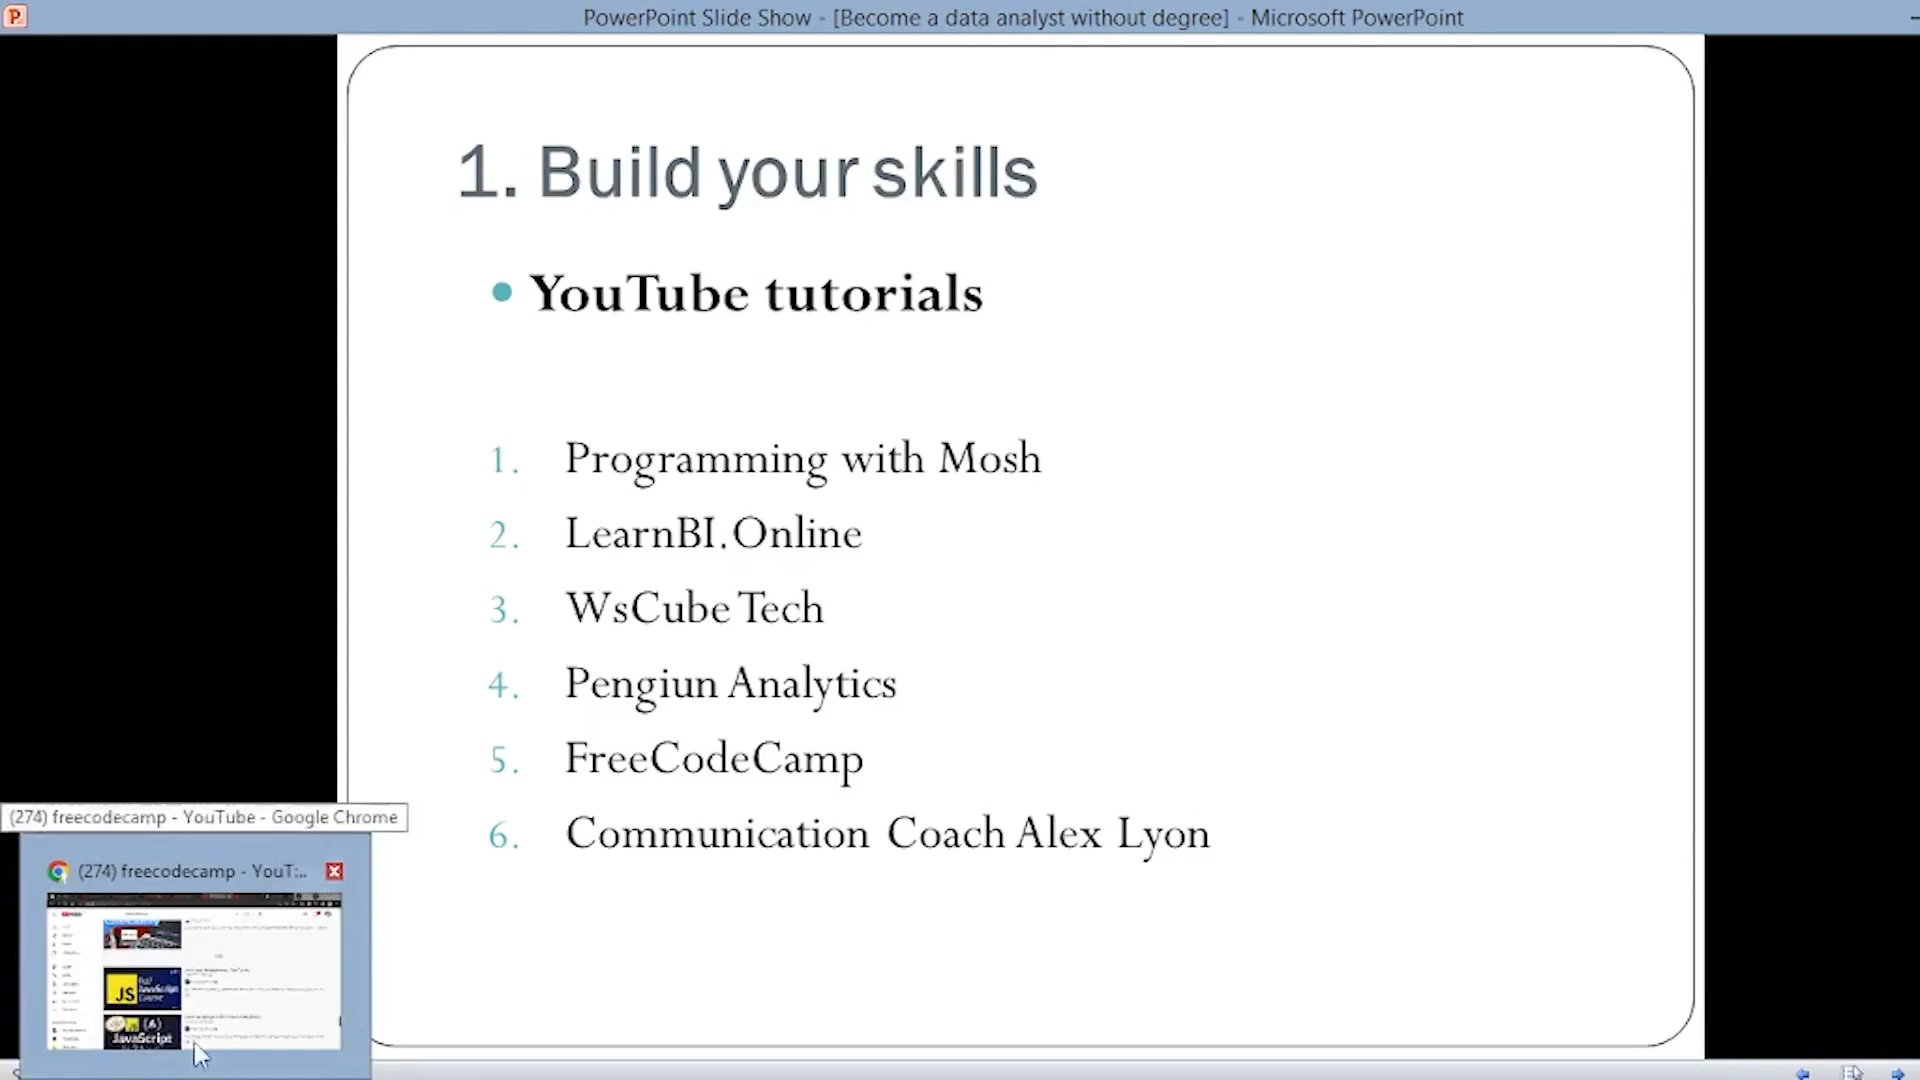 PowerPoint Slide Show - [Become a data analyst without degree] - Microsoft PowerPoint
1. Build your skills
• YouTube tutorials
1. Programming with Mosh
2. LearnBI.Online
3. WsCube Tech
4. Pengiun Analytics
5. FreeCodeCamp
6. Communication Coach Alex Lyon
(274) freecodecamp - YouTube - Google Chrome
(274) freecodecamp - YouT...
JS
JavaScript
Course
JavaScript